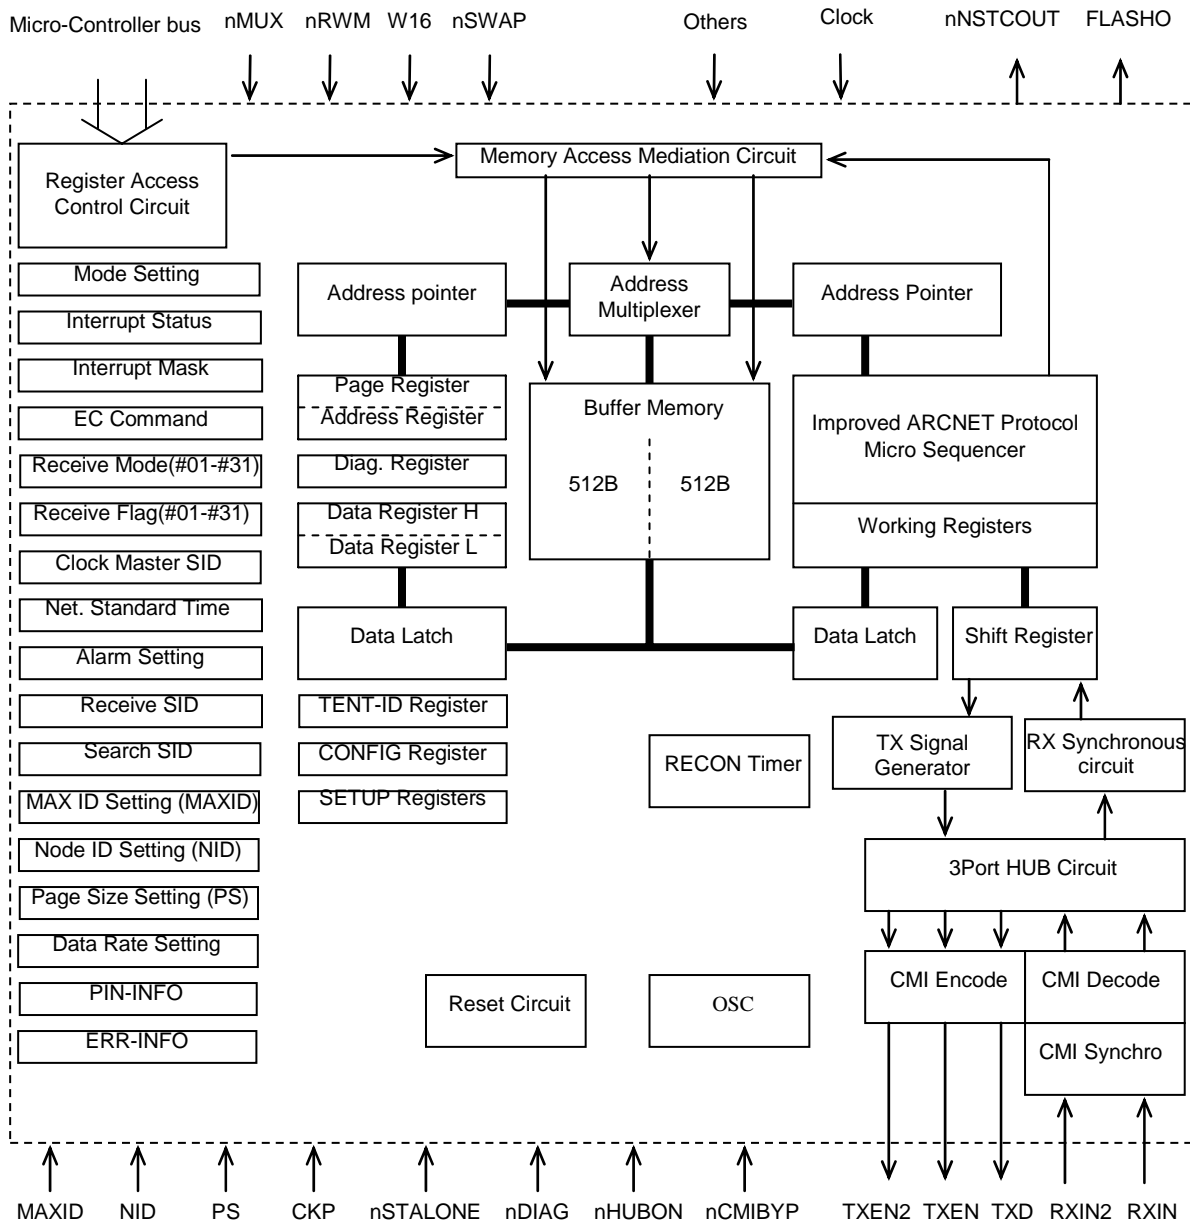 Micro-Controller bus nMUX nRWM W16 nSWAP Others Clock nNSTCOUT FLASHO
Register Access
Control Circuit
Memory Access Mediation Circuit
Mode Setting
Interrupt Status
Interrupt Mask
EC Command
Receive Mode(#01-#31)
Receive Flag(#01-#31)
Clock Master SID
Net. Standard Time
Alarm Setting
Receive SID
Search SID
MAX ID Setting (MAXID)
Node ID Setting (NID)
Page Size Setting (PS)
Data Rate Setting
PIN-INFO
ERR-INFO
Address pointer
Page Register
Address Register
Diag. Register
Data Register H
Data Register L
Data Latch
TENT-ID Register
CONFIG Register
SETUP Registers
Address
Multiplexer
Buffer Memory
512B 512B
Address Pointer
Improved ARCNET Protocol
Micro Sequencer
Working Registers
Data Latch
Shift Register
RECON Timer
TX Signal
Generator
RX Synchronous
circuit
3Port HUB Circuit
CMI Encode
CMI Decode
CMI Synchro
Reset Circuit
OSC
MAXID NID PS CKP nSTALONE nDIAG nHUBON nCMIBYP TXEN2 TXEN TXD RXIN2 RXIN